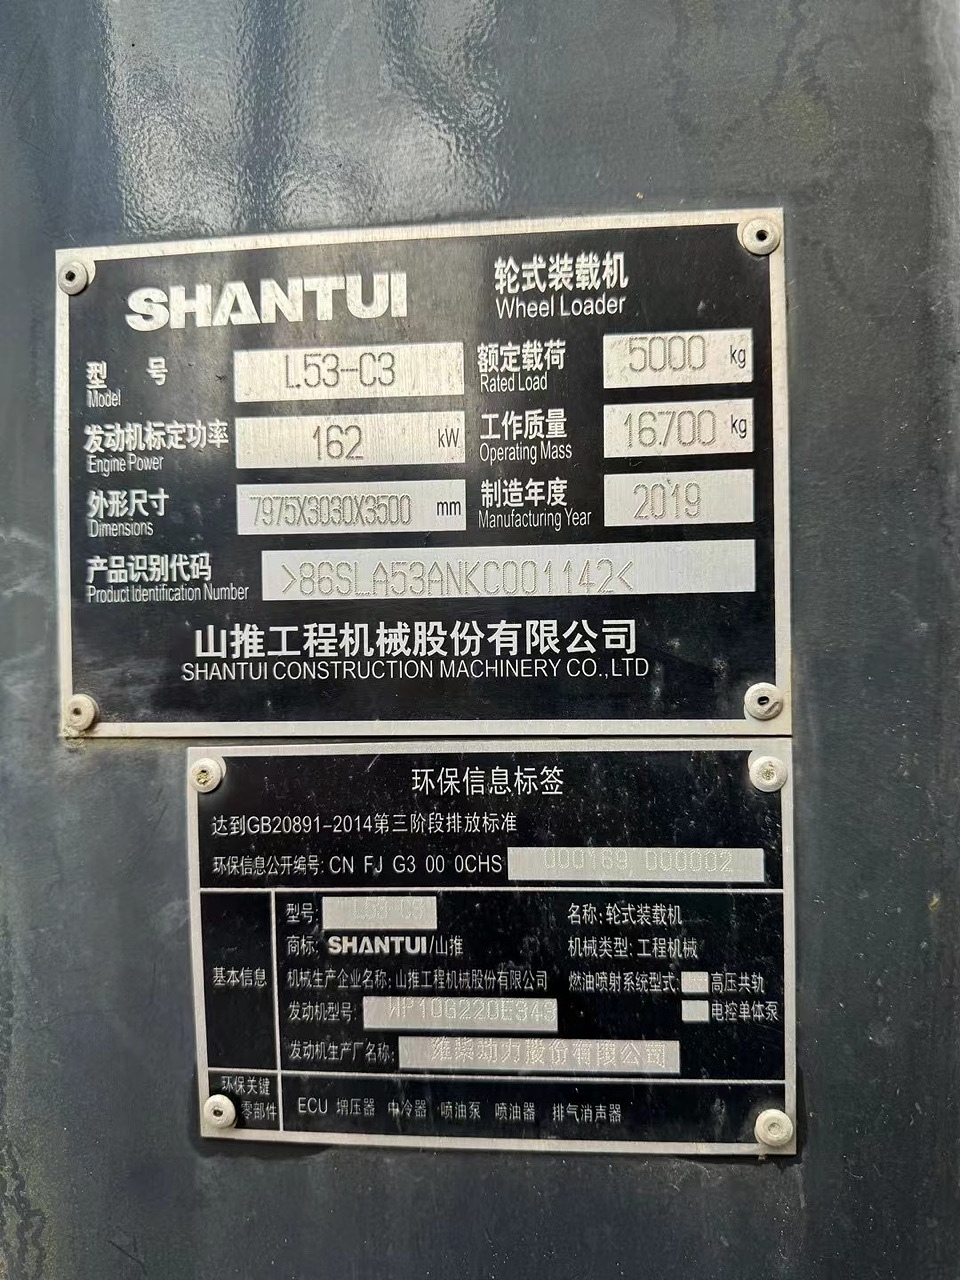 SHANTUI
轮式装载机
Wheel Loader
型 号 L53-C3
Model
额定载荷 5000 kg
Rated Load
发动机标定功率 162 kW
Engine Power
工作质量 16700 kg
Operating Mass
外形尺寸 7975X3030X3500 mm
Dimensions
制造年度 2019
Manufacturing Year
产品识别代码 >86SLA53ANKC001142<
Product Identification Number
山推工程机械股份有限公司
SHANTUI CONSTRUCTION MACHINERY CO.,LTD
环保信息标签
达到GB20891-2014第三阶段排放标准
环保信息公开编号: CN FJ G3 00 0CHS 000169 000002
基本信息
型号: L53-C3
名称: 轮式装载机
商标: SHANTUI/山推
机械类型: 工程机械
机械生产企业名称: 山推工程机械股份有限公司
燃油喷射系统型式: 高压共轨
发动机型号: WP10G220E343
电控单体泵
发动机生产厂名称: 潍柴动力股份有限公司
环保关键
零部件
ECU 增压器 中冷器 喷油泵 喷油器 排气消声器